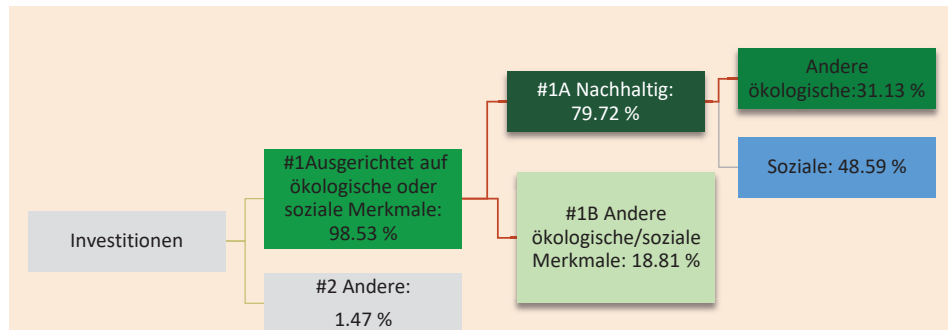 Investitionen
#1Ausgerichtet auf
ökologische oder
soziale Merkmale:
98.53 %
#2 Andere:
1.47 %
#1A Nachhaltig:
79.72 %
#1B Andere
ökologische/soziale
Merkmale: 18.81 %
Andere
ökologische:31.13 %
Soziale: 48.59 %